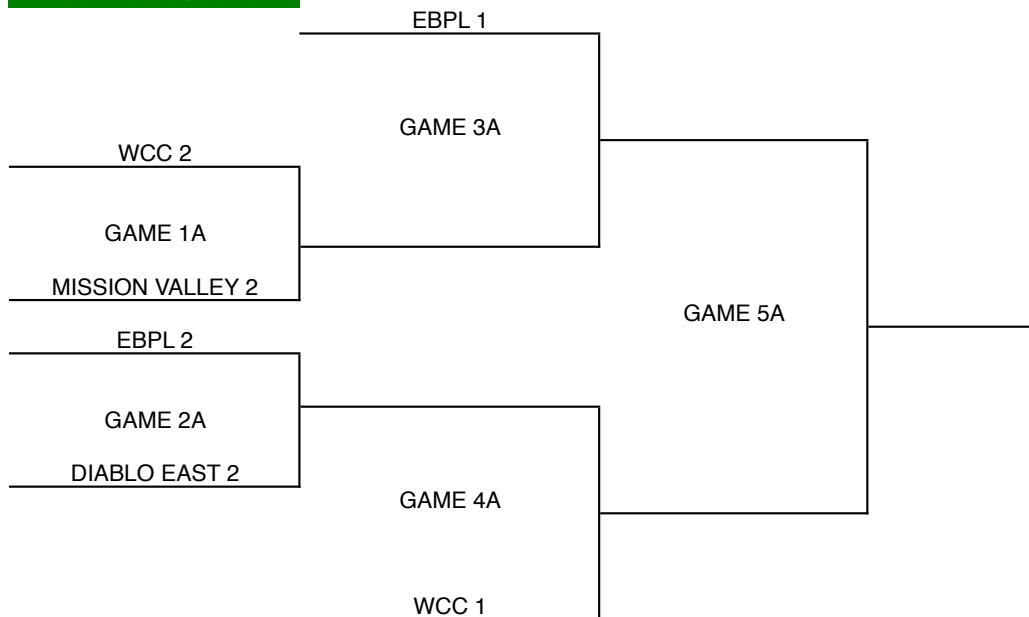 EBPL 1
GAME 3A
WCC 2
GAME 1A
MISSION VALLEY 2
GAME 5A
EBPL 2
GAME 2A
DIABLO EAST 2
GAME 4A
WCC 1